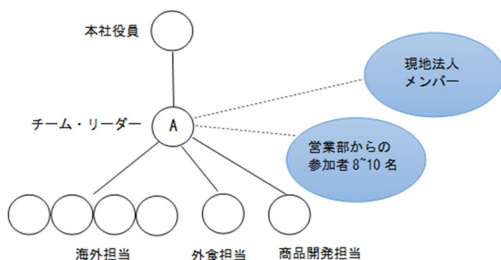 本社役員
現地法人
メンバー
チーム・リーダー
A
営業部からの
参加者 8~10 名
海外担当
外食担当
商品開発担当